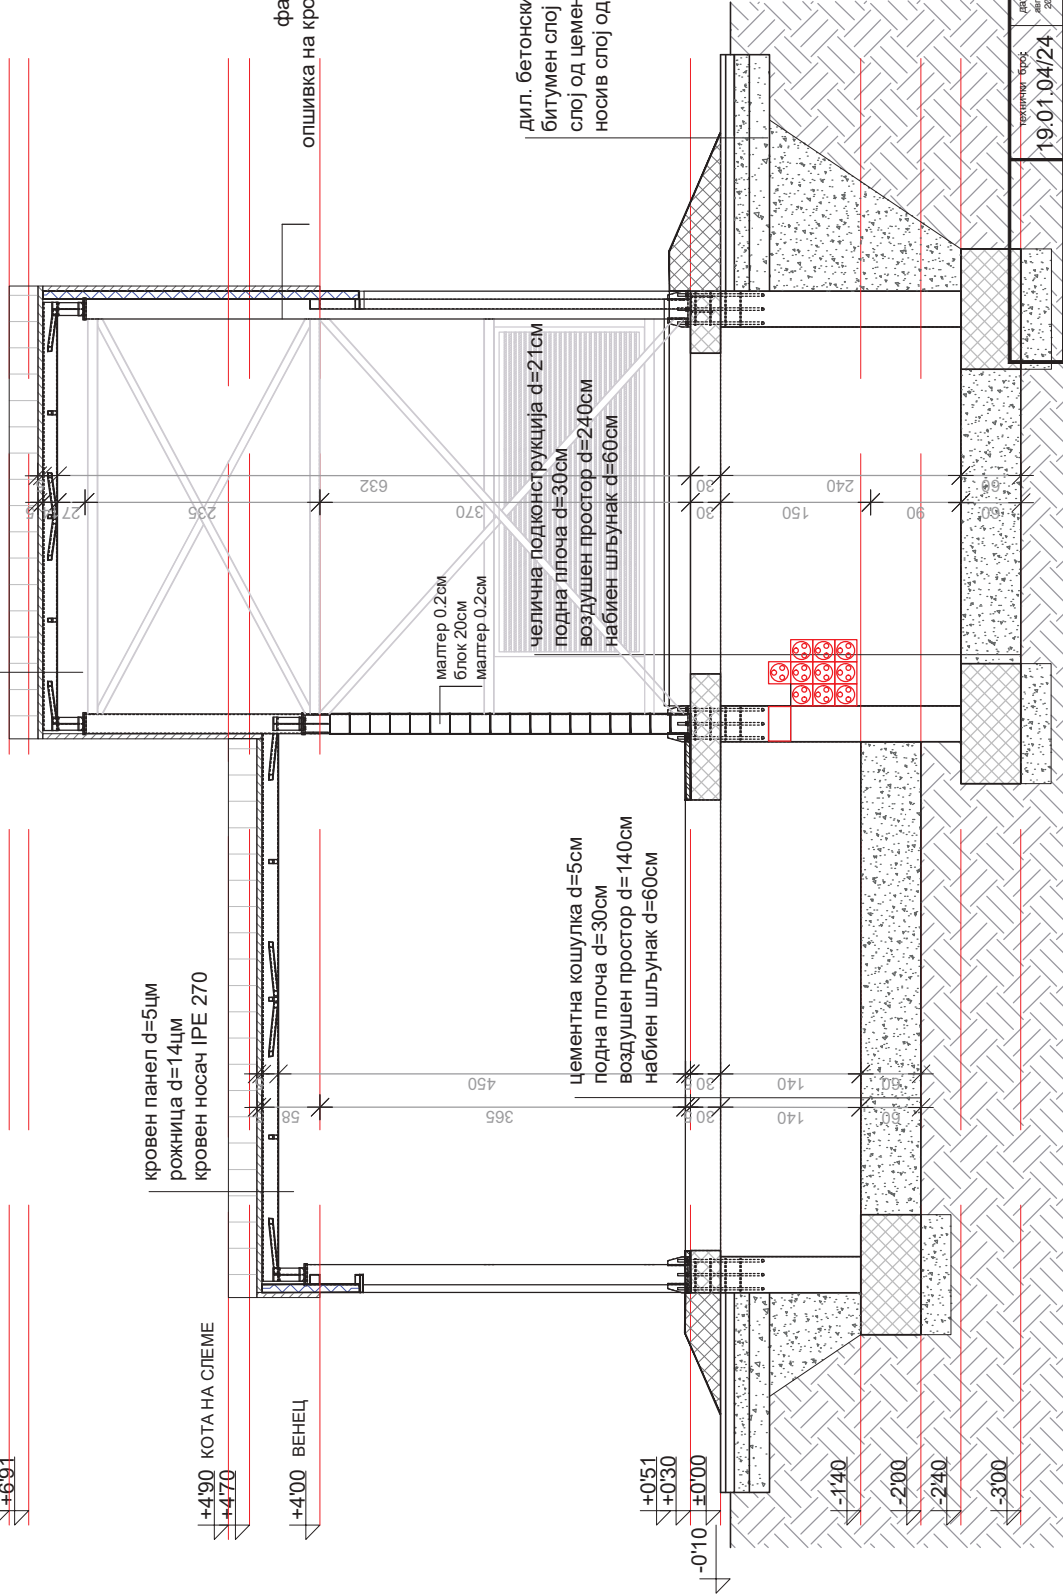 фа
опшивка на кро
дил. бетонски
битумен слој
слој од цемен
носив слој од
челична подконструкција d=21см
подна плоча d=30см
воздушен простор d=240см
набиен шљунак d=60см
малтер 0.2см
блок 20см
малтер 0.2см
кровен панел d=5цм
рожница d=14цм
кровен носач IPE 270
цементна кошулка d=5см
подна плоча d=30см
воздушен простор d=140см
набиен шљунак d=60см
+6'91
+4'90 КОТА НА СЛЕМЕ
+4'70
+4'00 ВЕНЕЦ
+0'51
+0'30
±0'00
-0'10
-1'40
-2'00
-2'40
-3'00
632
30
240
60
27
235
370
30
150
90
60
450
30
140
60
58
365
30
140
60
технички број:
19.01.04/24